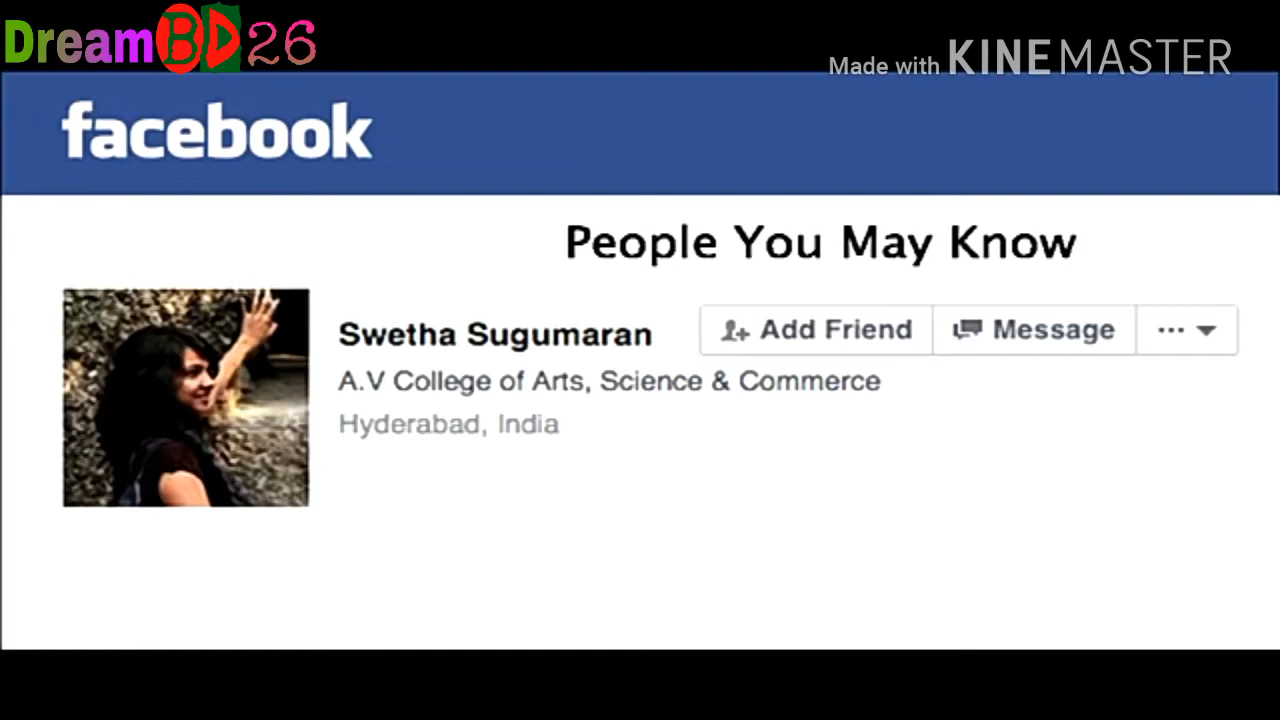 DreamBD26
Made with KINEMASTER
facebook
People You May Know
Swetha Sugumaran
Add Friend
Message
A.V College of Arts, Science & Commerce
Hyderabad, India